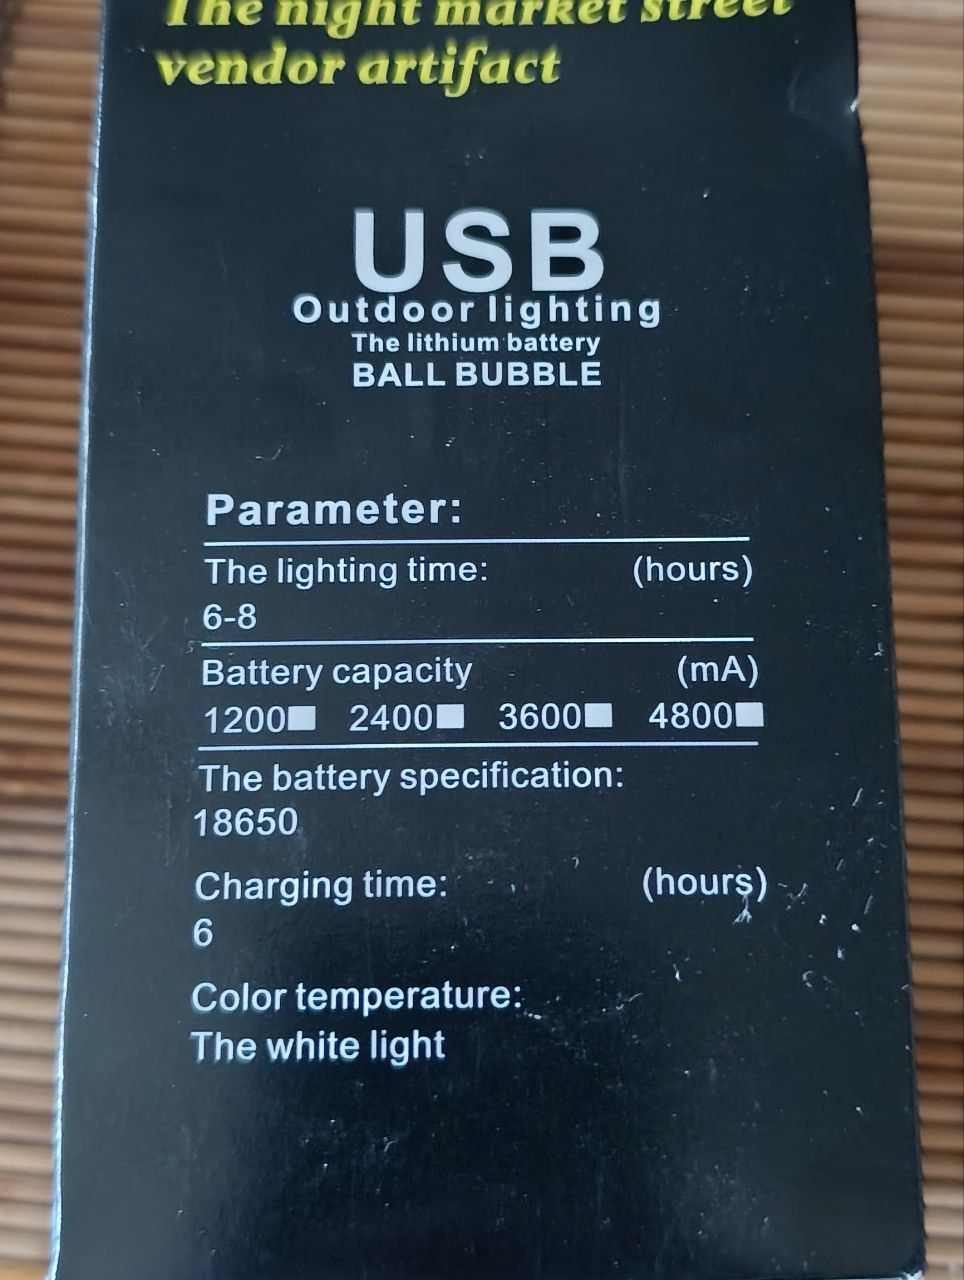 The night market street
vendor artifact
USB
Outdoor lighting
The lithium battery
BALL BUBBLE
Parameter:
The lighting time: (hours)
6-8
Battery capacity (mA)
1200 2400 3600 4800
The battery specification:
18650
Charging time: (hours)
6
Color temperature:
The white light